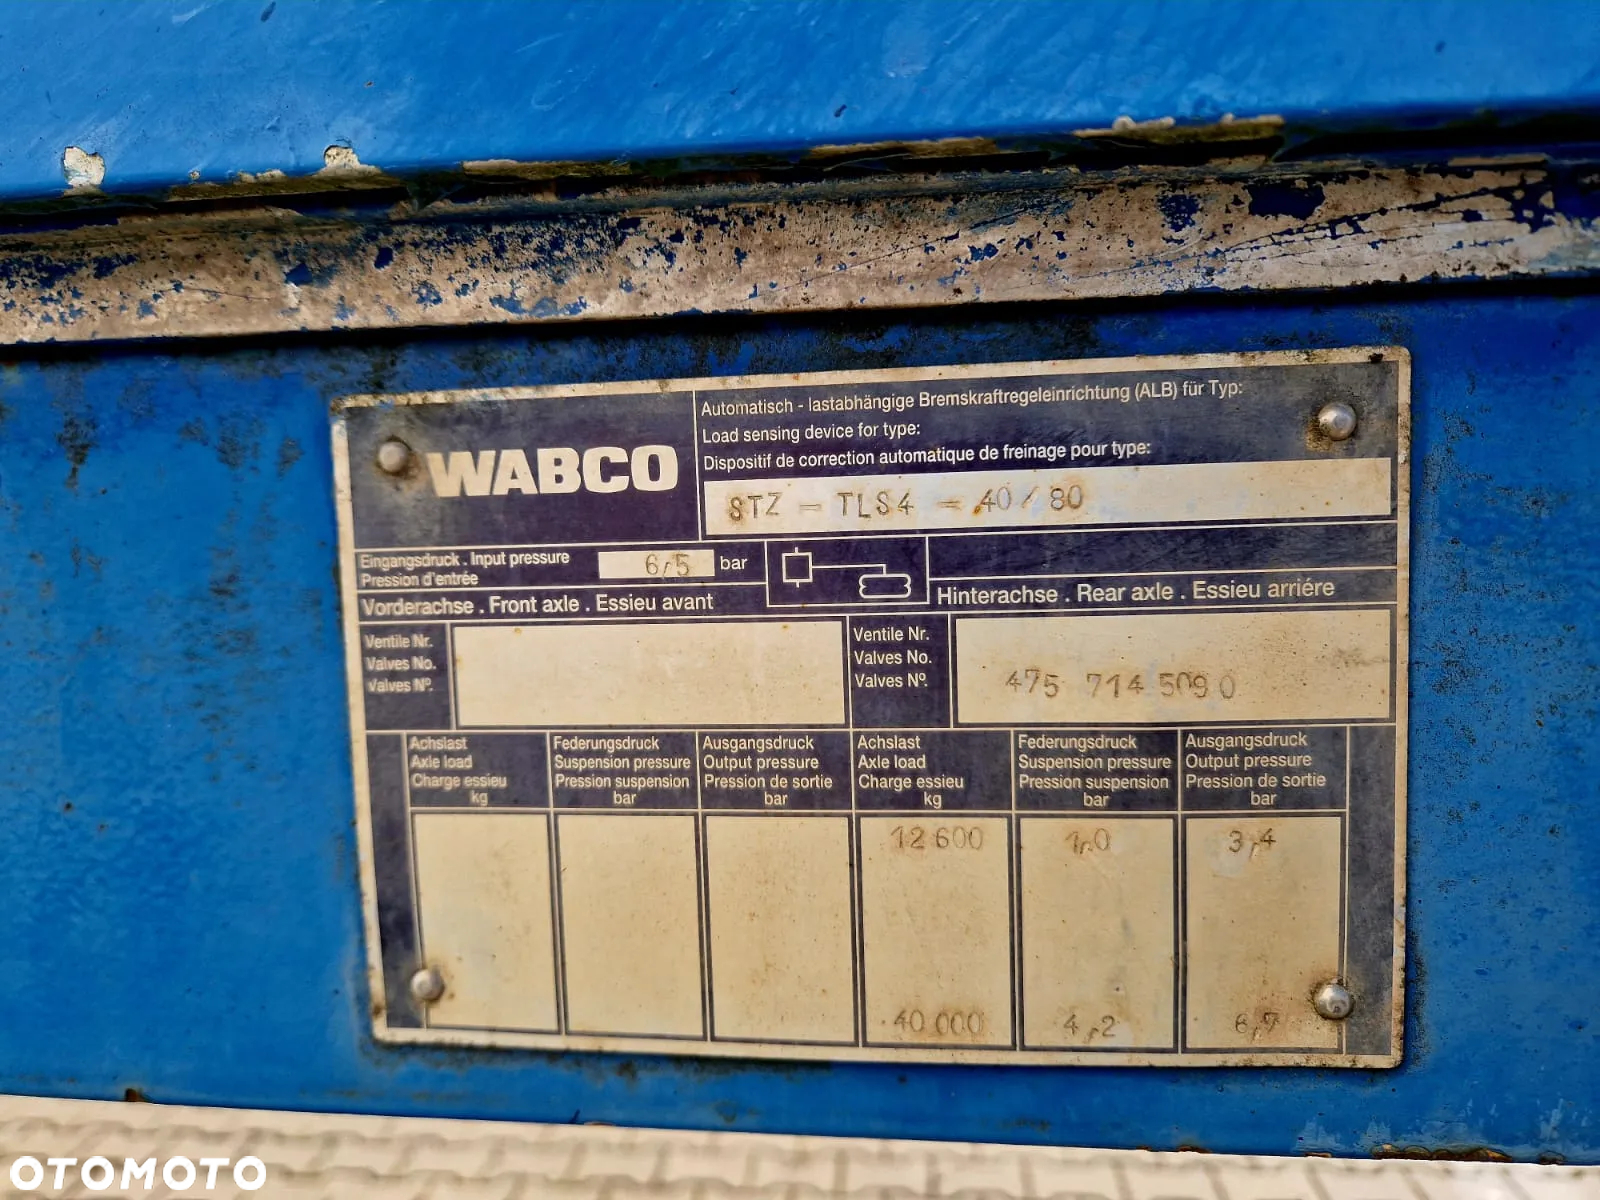 WABCO
Automatisch - lastabhängige Bremskraftregeleinrichtung (ALB) für Typ:
Load sensing device for type:
Dispositif de correction automatique de freinage pour type:
STZ - TLS4 - 40/80
Eingangsdruck . Input pressure
Pression d'entrée
6,5 bar
Vorderachse . Front axle . Essieu avant
Hinterachse . Rear axle . Essieu arriére
Ventile Nr.
Valves No.
Valves Nº.
Ventile Nr.
Valves No.
Valves Nº.
475 714 509 0
Achslast
Axle load
Charge essieu
kg
Federungsdruck
Suspension pressure
Pression suspension
bar
Ausgangsdruck
Output pressure
Pression de sortie
bar
Achslast
Axle load
Charge essieu
kg
Federungsdruck
Suspension pressure
Pression suspension
bar
Ausgangsdruck
Output pressure
Pression de sortie
bar
12 600 1,0 3,4
40 000 4,2
OTOMOTO